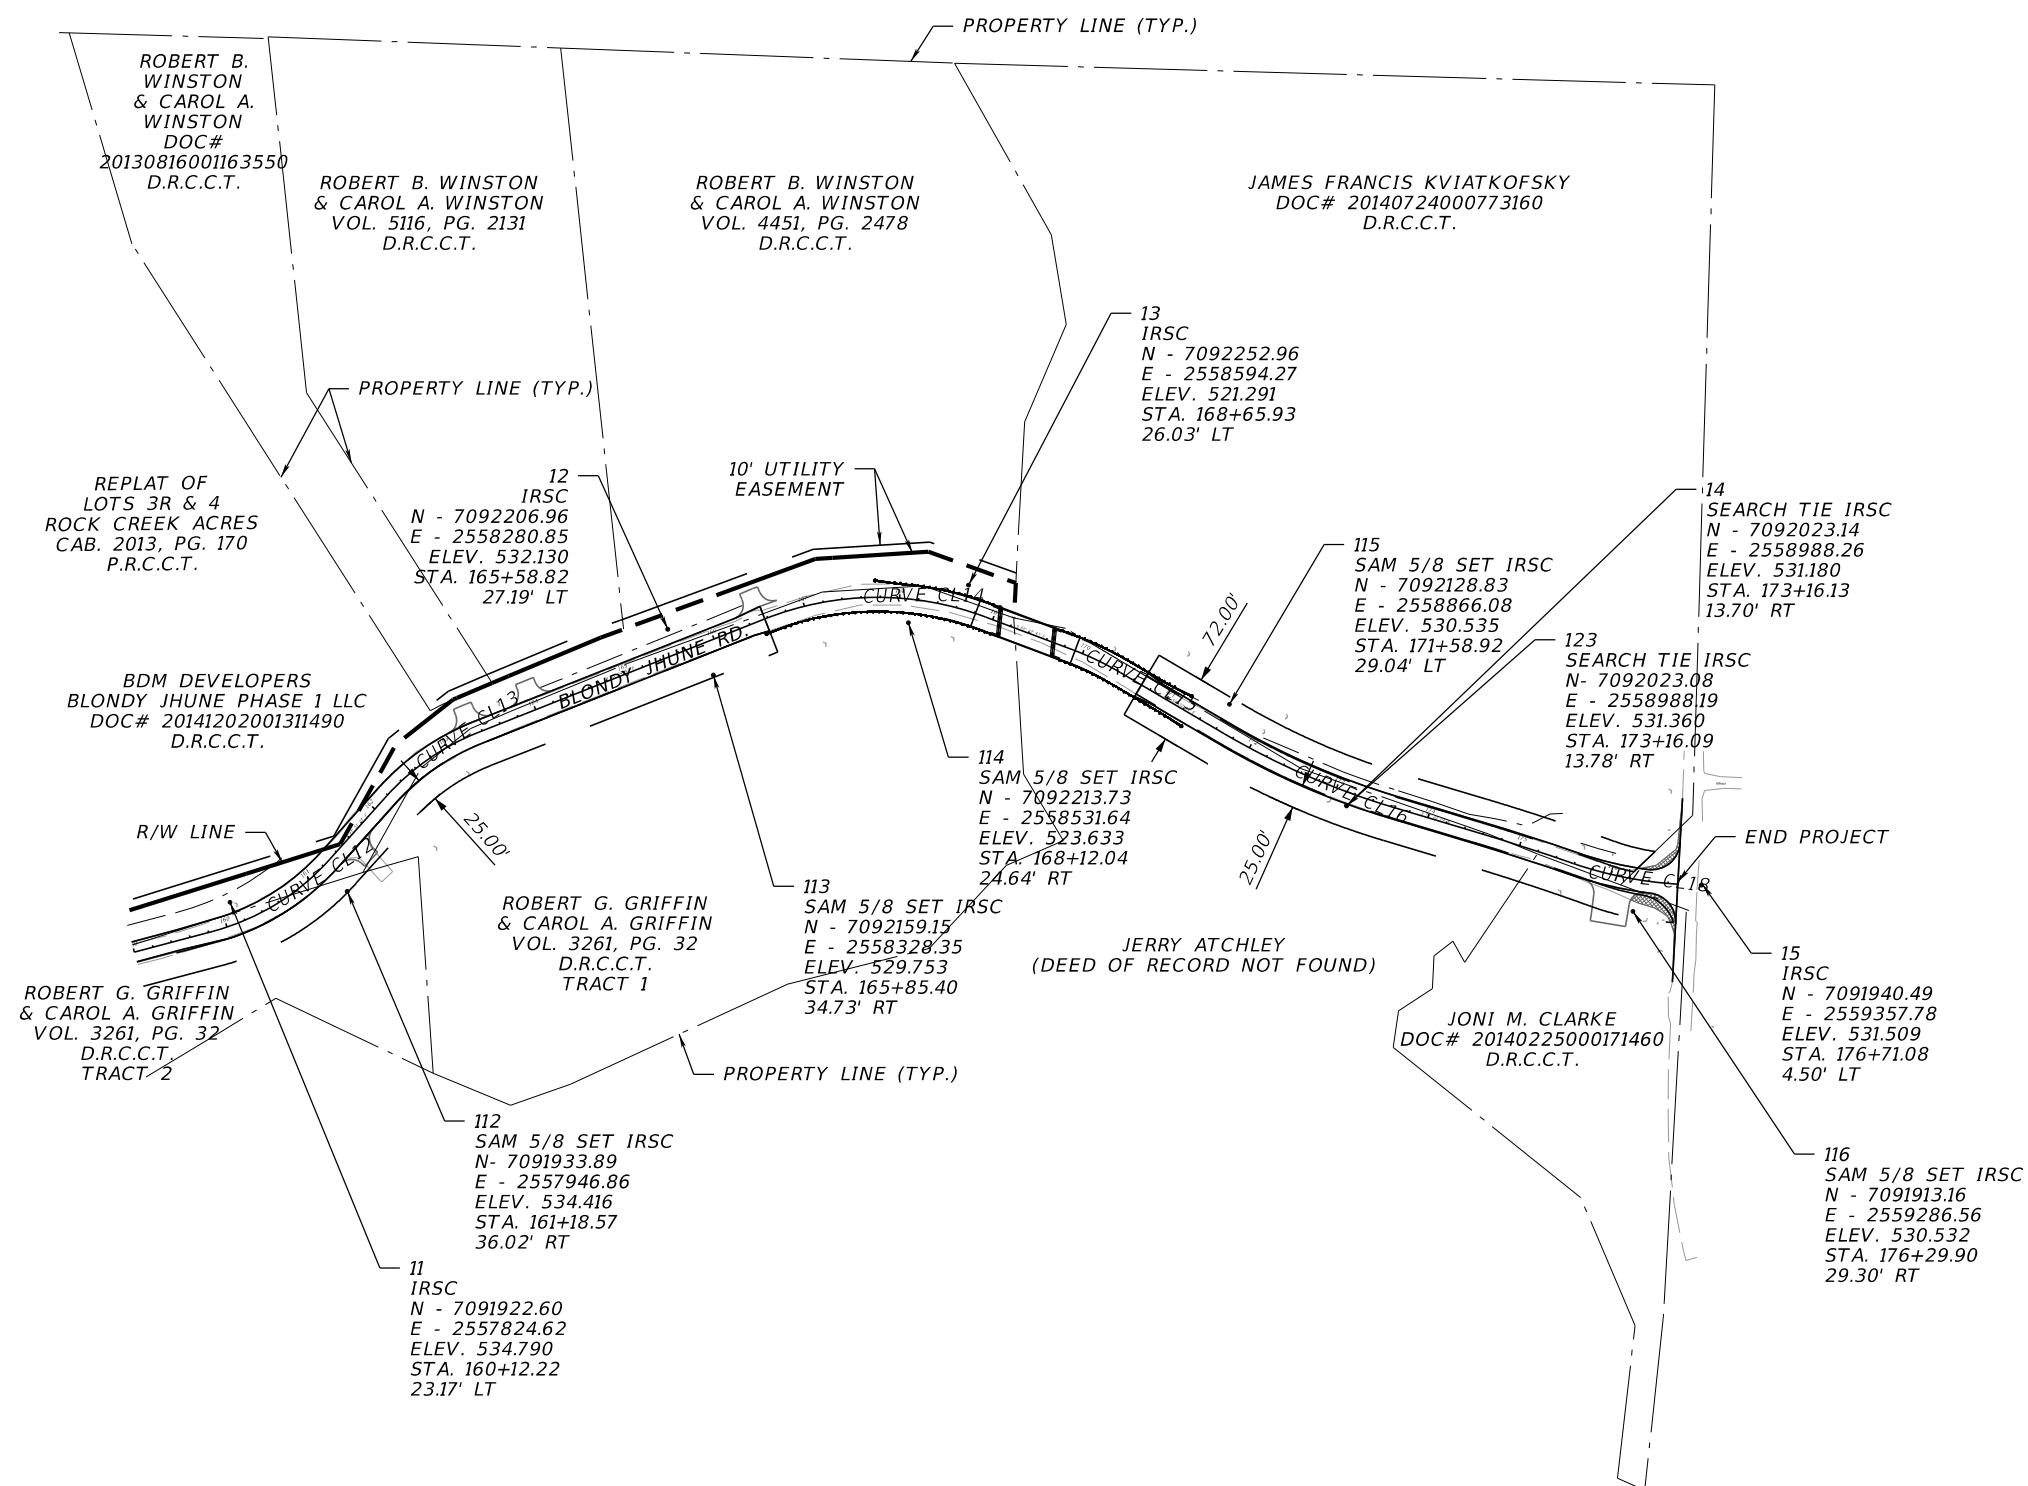 PROPERTY LINE (TYP.)
ROBERT B.
WINSTON
& CAROL A.
WINSTON
DOC#
20130816001163550
D.R.C.C.T.
ROBERT B. WINSTON
& CAROL A. WINSTON
VOL. 5116, PG. 2131
D.R.C.C.T.
ROBERT B. WINSTON
& CAROL A. WINSTON
VOL. 4451, PG. 2478
D.R.C.C.T.
JAMES FRANCIS KVIATKOFSKY
DOC# 20140724000773160
D.R.C.C.T.
13
IRSC
N - 7092252.96
E - 2558594.27
ELEV. 521.291
STA. 168+65.93
26.03' LT
PROPERTY LINE (TYP.)
REPLAT OF
LOTS 3R & 4
ROCK CREEK ACRES
CAB. 2013, PG. 170
P.R.C.C.T.
12
IRSC
N - 7092206.96
E - 2558280.85
ELEV. 532.130
STA. 165+58.82
27.19' LT
10' UTILITY
EASEMENT
14
SEARCH TIE IRSC
N - 7092023.14
E - 2558988.26
ELEV. 531.180
STA. 173+16.13
13.70' RT
115
SAM 5/8 SET IRSC
N - 7092128.83
E - 2558866.08
ELEV. 530.535
STA. 171+58.92
29.04' LT
72.00'
123
SEARCH TIE IRSC
N- 7092023.08
E - 2558988.19
ELEV. 531.360
STA. 173+16.09
13.78' RT
CURVE CL14
BLONDY JHUNE RD.
CURVE CL15
CURVE CL13
BDM DEVELOPERS
BLONDY JHUNE PHASE 1 LLC
DOC# 20141202001311490
D.R.C.C.T.
114
SAM 5/8 SET IRSC
N - 7092213.73
E - 2558531.64
ELEV. 523.633
STA. 168+12.04
24.64' RT
CURVE CL16
R/W LINE
25.00'
25.00'
END PROJECT
CURVE CL12
CURVE CL18
113
SAM 5/8 SET IRSC
N - 7092159.15
E - 2558328.35
ELEV. 529.753
STA. 165+85.40
34.73' RT
ROBERT G. GRIFFIN
& CAROL A. GRIFFIN
VOL. 3261, PG. 32
D.R.C.C.T.
TRACT 1
JERRY ATCHLEY
(DEED OF RECORD NOT FOUND)
15
IRSC
N - 7091940.49
E - 2559357.78
ELEV. 531.509
STA. 176+71.08
4.50' LT
ROBERT G. GRIFFIN
& CAROL A. GRIFFIN
VOL. 3261, PG. 32
D.R.C.C.T.
TRACT 2
JONI M. CLARKE
DOC# 20140225000171460
D.R.C.C.T.
PROPERTY LINE (TYP.)
112
SAM 5/8 SET IRSC
N- 7091933.89
E - 2557946.86
ELEV. 534.416
STA. 161+18.57
36.02' RT
116
SAM 5/8 SET IRSC
N - 7091913.16
E - 2559286.56
ELEV. 530.532
STA. 176+29.90
29.30' RT
11
IRSC
N - 7091922.60
E - 2557824.62
ELEV. 534.790
STA. 160+12.22
23.17' LT